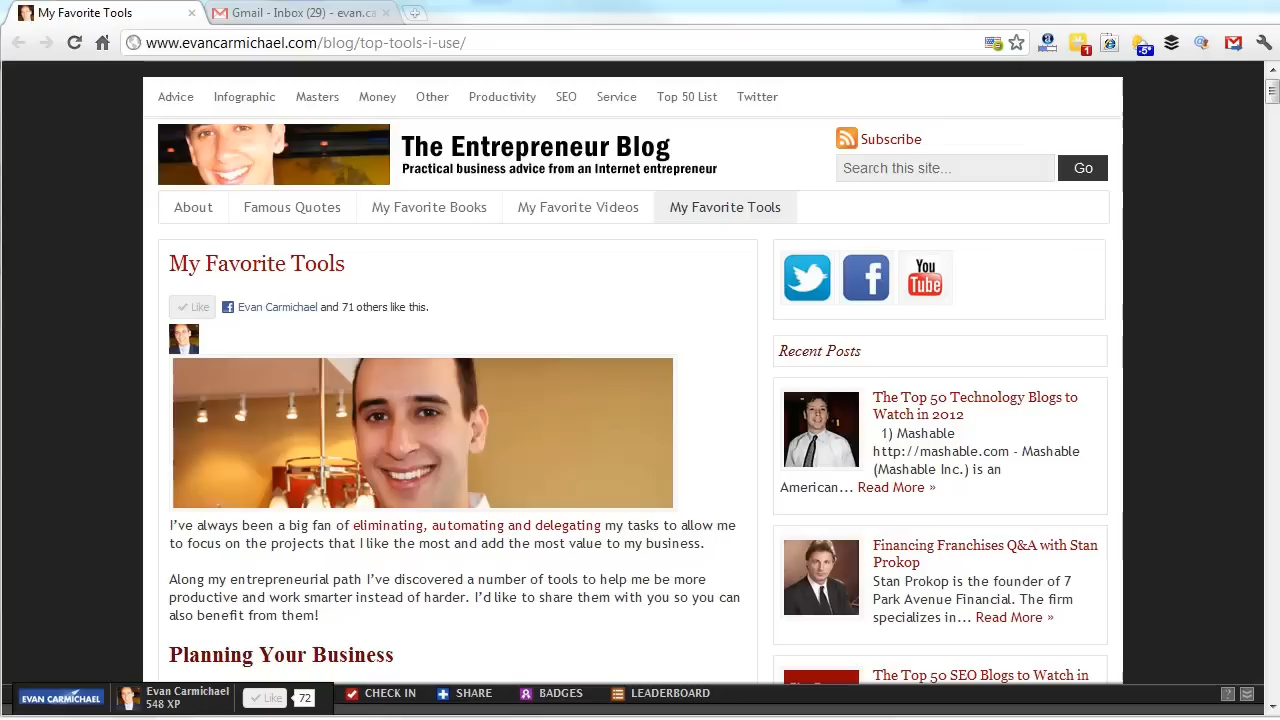 My Favorite Tools
Gmail - Inbox (29) - evan.ca
www.evancarmichael.com/blog/top-tools-i-use/
1
-5°
Advice Infographic Masters Money Other Productivity SEO Service Top 50 List Twitter
The Entrepreneur Blog
Practical business advice from an Internet entrepreneur
Subscribe
Search this site...
Go
About Famous Quotes My Favorite Books My Favorite Videos My Favorite Tools
My Favorite Tools
Like
Evan Carmichael and 71 others like this.
I've always been a big fan of eliminating, automating and delegating my tasks to allow me
to focus on the projects that I like the most and add the most value to my business.
Along my entrepreneurial path I've discovered a number of tools to help me be more
productive and work smarter instead of harder. I'd like to share them with you so you can
also benefit from them!
Planning Your Business
You
Tube
Recent Posts
The Top 50 Technology Blogs to
Watch in 2012
1) Mashable
http://mashable.com - Mashable
(Mashable Inc.) is an
American... Read More »
Financing Franchises Q&A with Stan
Prokop
Stan Prokop is the founder of 7
Park Avenue Financial. The firm
specializes in... Read More »
The Top 50 SEO Blogs to Watch in
EVAN CARMICHAEL
Evan Carmichael
548 XP
Like
72
CHECK IN
SHARE
BADGES
LEADERBOARD
?